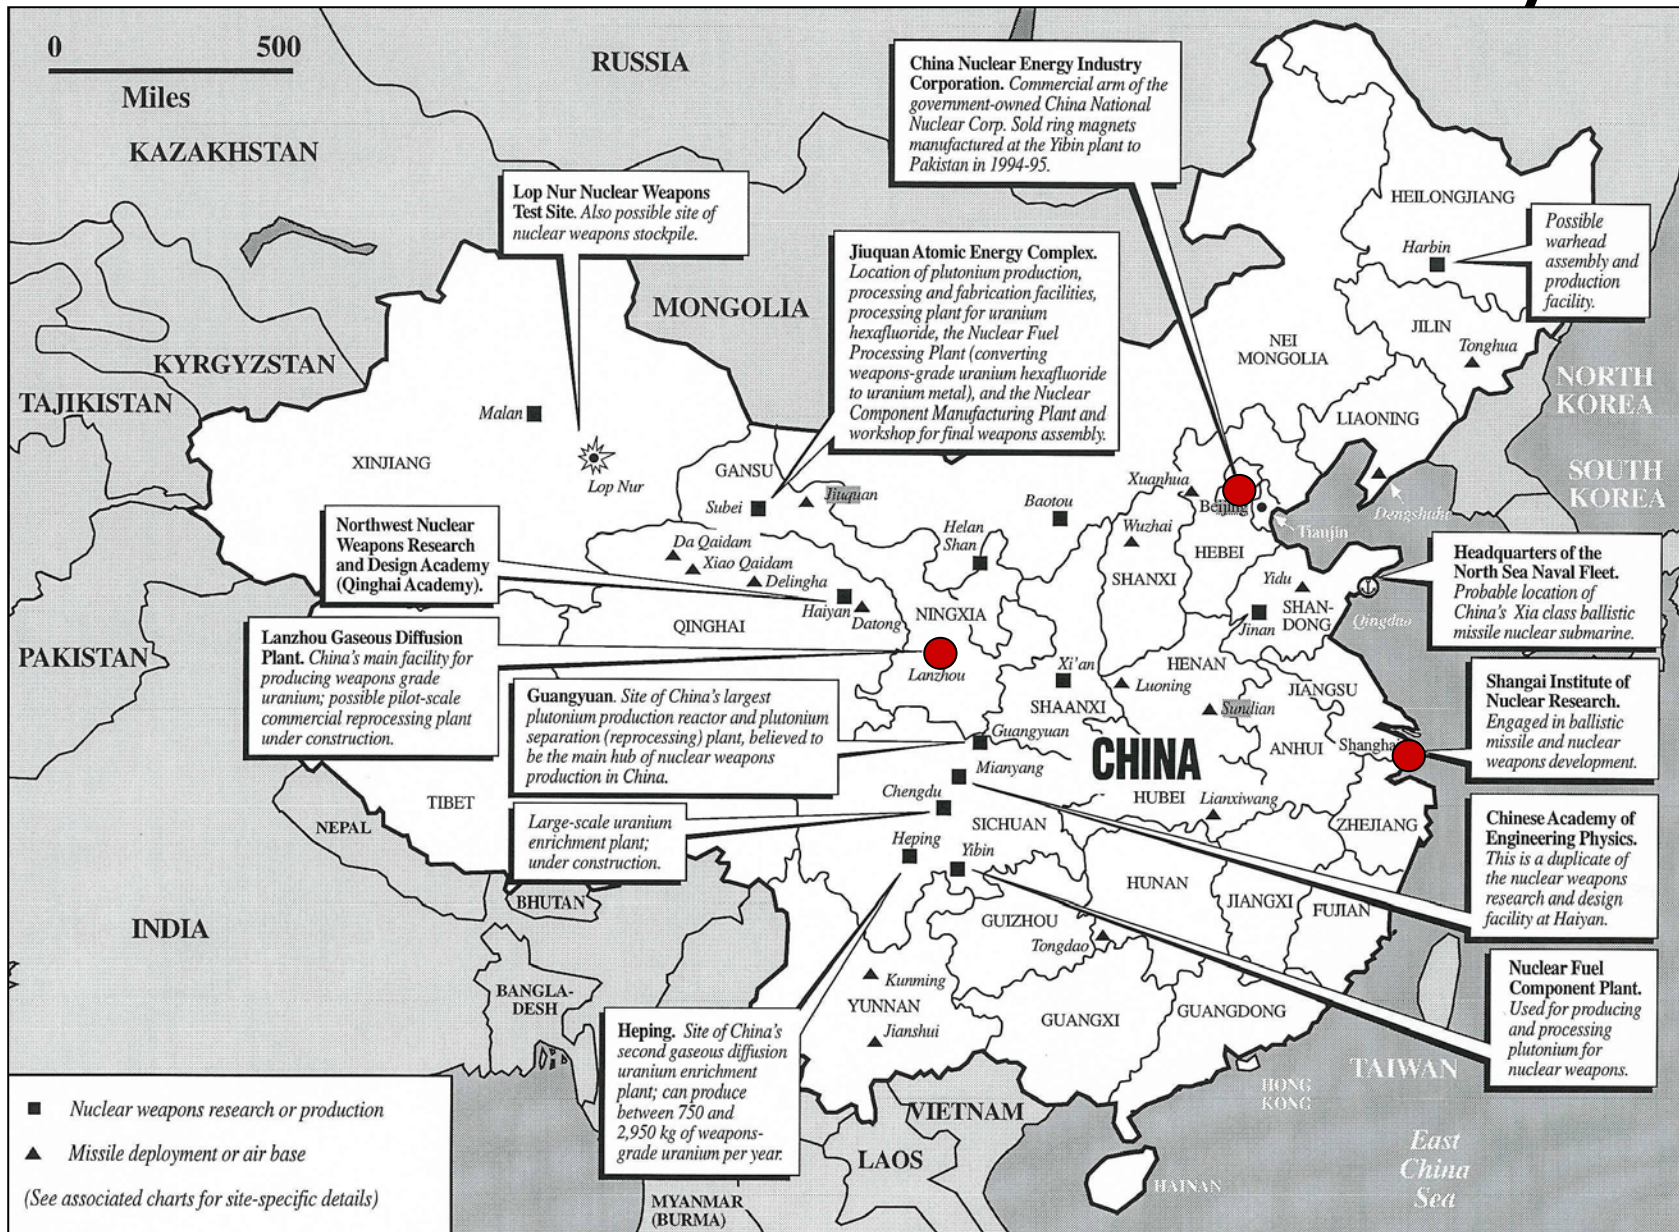 0 500
Miles
RUSSIA
KAZAKHSTAN
China Nuclear Energy Industry
Corporation. Commercial arm of the
government-owned China National
Nuclear Corp. Sold ring magnets
manufactured at the Yibin plant to
Pakistan in 1994-95.
Lop Nur Nuclear Weapons
Test Site. Also possible site of
nuclear weapons stockpile.
HEILONGJIANG
Harbin
Possible
warhead
assembly and
production
facility.
Jiuquan Atomic Energy Complex.
Location of plutonium production,
processing and fabrication facilities,
processing plant for uranium
hexafluoride, the Nuclear Fuel
Processing Plant (converting
weapons-grade uranium hexafluoride
to uranium metal), and the Nuclear
Component Manufacturing Plant and
workshop for final weapons assembly.
MONGOLIA
KYRGYZSTAN
TAJIKISTAN
JILIN
Tonghua
NEI
MONGOLIA
NORTH
KOREA
LIAONING
Malan
XINJIANG
Lop Nur
GANSU
Subei
Jiuquan
Baotou
Xuanhua
Beijing
Tianjin
Dengshahe
SOUTH
KOREA
Northwest Nuclear
Weapons Research
and Design Academy
(Qinghai Academy).
Da Qaidam
Xiao Qaidam
Delingha
Haiyan
Datong
Helan
Shan
Wuzhai
HEBEI
SHANXI
Yidu
SHAN-
DONG
Jinan
Qingdao
Headquarters of the
North Sea Naval Fleet.
Probable location of
China's Xia class ballistic
missile nuclear submarine.
NINGXIA
QINGHAI
PAKISTAN
Lanzhou Gaseous Diffusion
Plant. China's main facility for
producing weapons grade
uranium; possible pilot-scale
commercial reprocessing plant
under construction.
Lanzhou
Xi'an
HENAN
Luoning
SHAANXI
Sundian
JIANGSU
ANHUI
Shanghai
Shangai Institute of
Nuclear Research.
Engaged in ballistic
missile and nuclear
weapons development.
Guangyuan. Site of China's largest
plutonium production reactor and plutonium
separation (reprocessing) plant, believed to
be the main hub of nuclear weapons
production in China.
Guangyuan
Mianyang
CHINA
TIBET
NEPAL
Chengdu
HUBEI
Lianxiwang
ZHEJIANG
Large-scale uranium
enrichment plant;
under construction.
SICHUAN
Heping
Yibin
Chinese Academy of
Engineering Physics.
This is a duplicate of
the nuclear weapons
research and design
facility at Haiyan.
BHUTAN
INDIA
HUNAN
JIANGXI
FUJIAN
GUIZHOU
Tongdao
Kunming
YUNNAN
Jianshui
GUANGXI
GUANGDONG
Nuclear Fuel
Component Plant.
Used for producing
and processing
plutonium for
nuclear weapons.
BANGLA-
DESH
Heping. Site of China's
second gaseous diffusion
uranium enrichment
plant; can produce
between 750 and
2,950 kg of weapons-
grade uranium per year.
TAIWAN
HONG
KONG
VIETNAM
LAOS
MYANMAR
(BURMA)
HAINAN
East
China
Sea
Nuclear weapons research or production
Missile deployment or air base
(See associated charts for site-specific details)